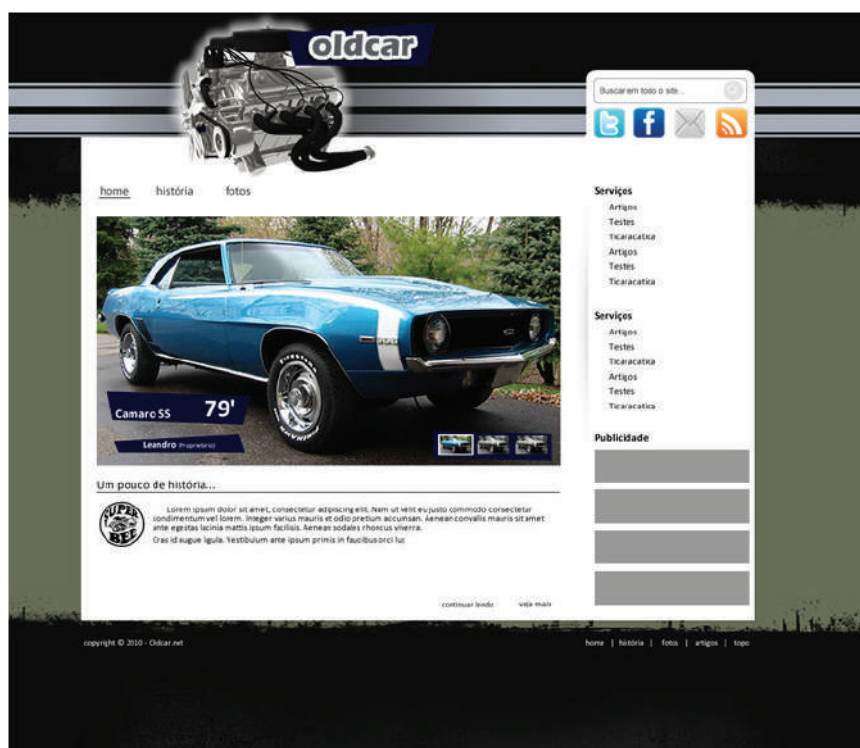 oldcar
Buscar em todo o site...
home história fotos
Serviços
Artigos
Testes
Ticaracatica
Artigos
Testes
Ticaracatica
Serviços
Artigos
Testes
Ticaracatica
Artigos
Testes
Ticaracatica
Publicidade
Firestone
Camaro SS 79'
Leandro (Proprietário)
Um pouco de história...
SUPER
BEE
Lorem ipsum dolor sit amet, consectetur adipiscing elit. Nam ut velit eu justo commodo consectetur
condimentum vel lorem. Integer varius mauris et odio pretium accumsan. Aenean convallis mauris sit amet
ante egestas lacinia mattis ipsum facilisis. Aenean sodales rhoncus viverra.
Cras id augue ligula. Vestibulum ante ipsum primis in faucibus orci luc
continuar lendo veja mais
copyright © 2010 - Oldcar.net
home | história | fotos | artigos | topo